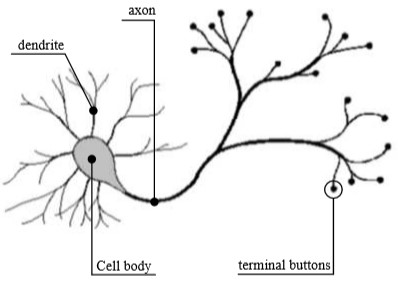 axon
dendrite
Cell body
terminal buttons